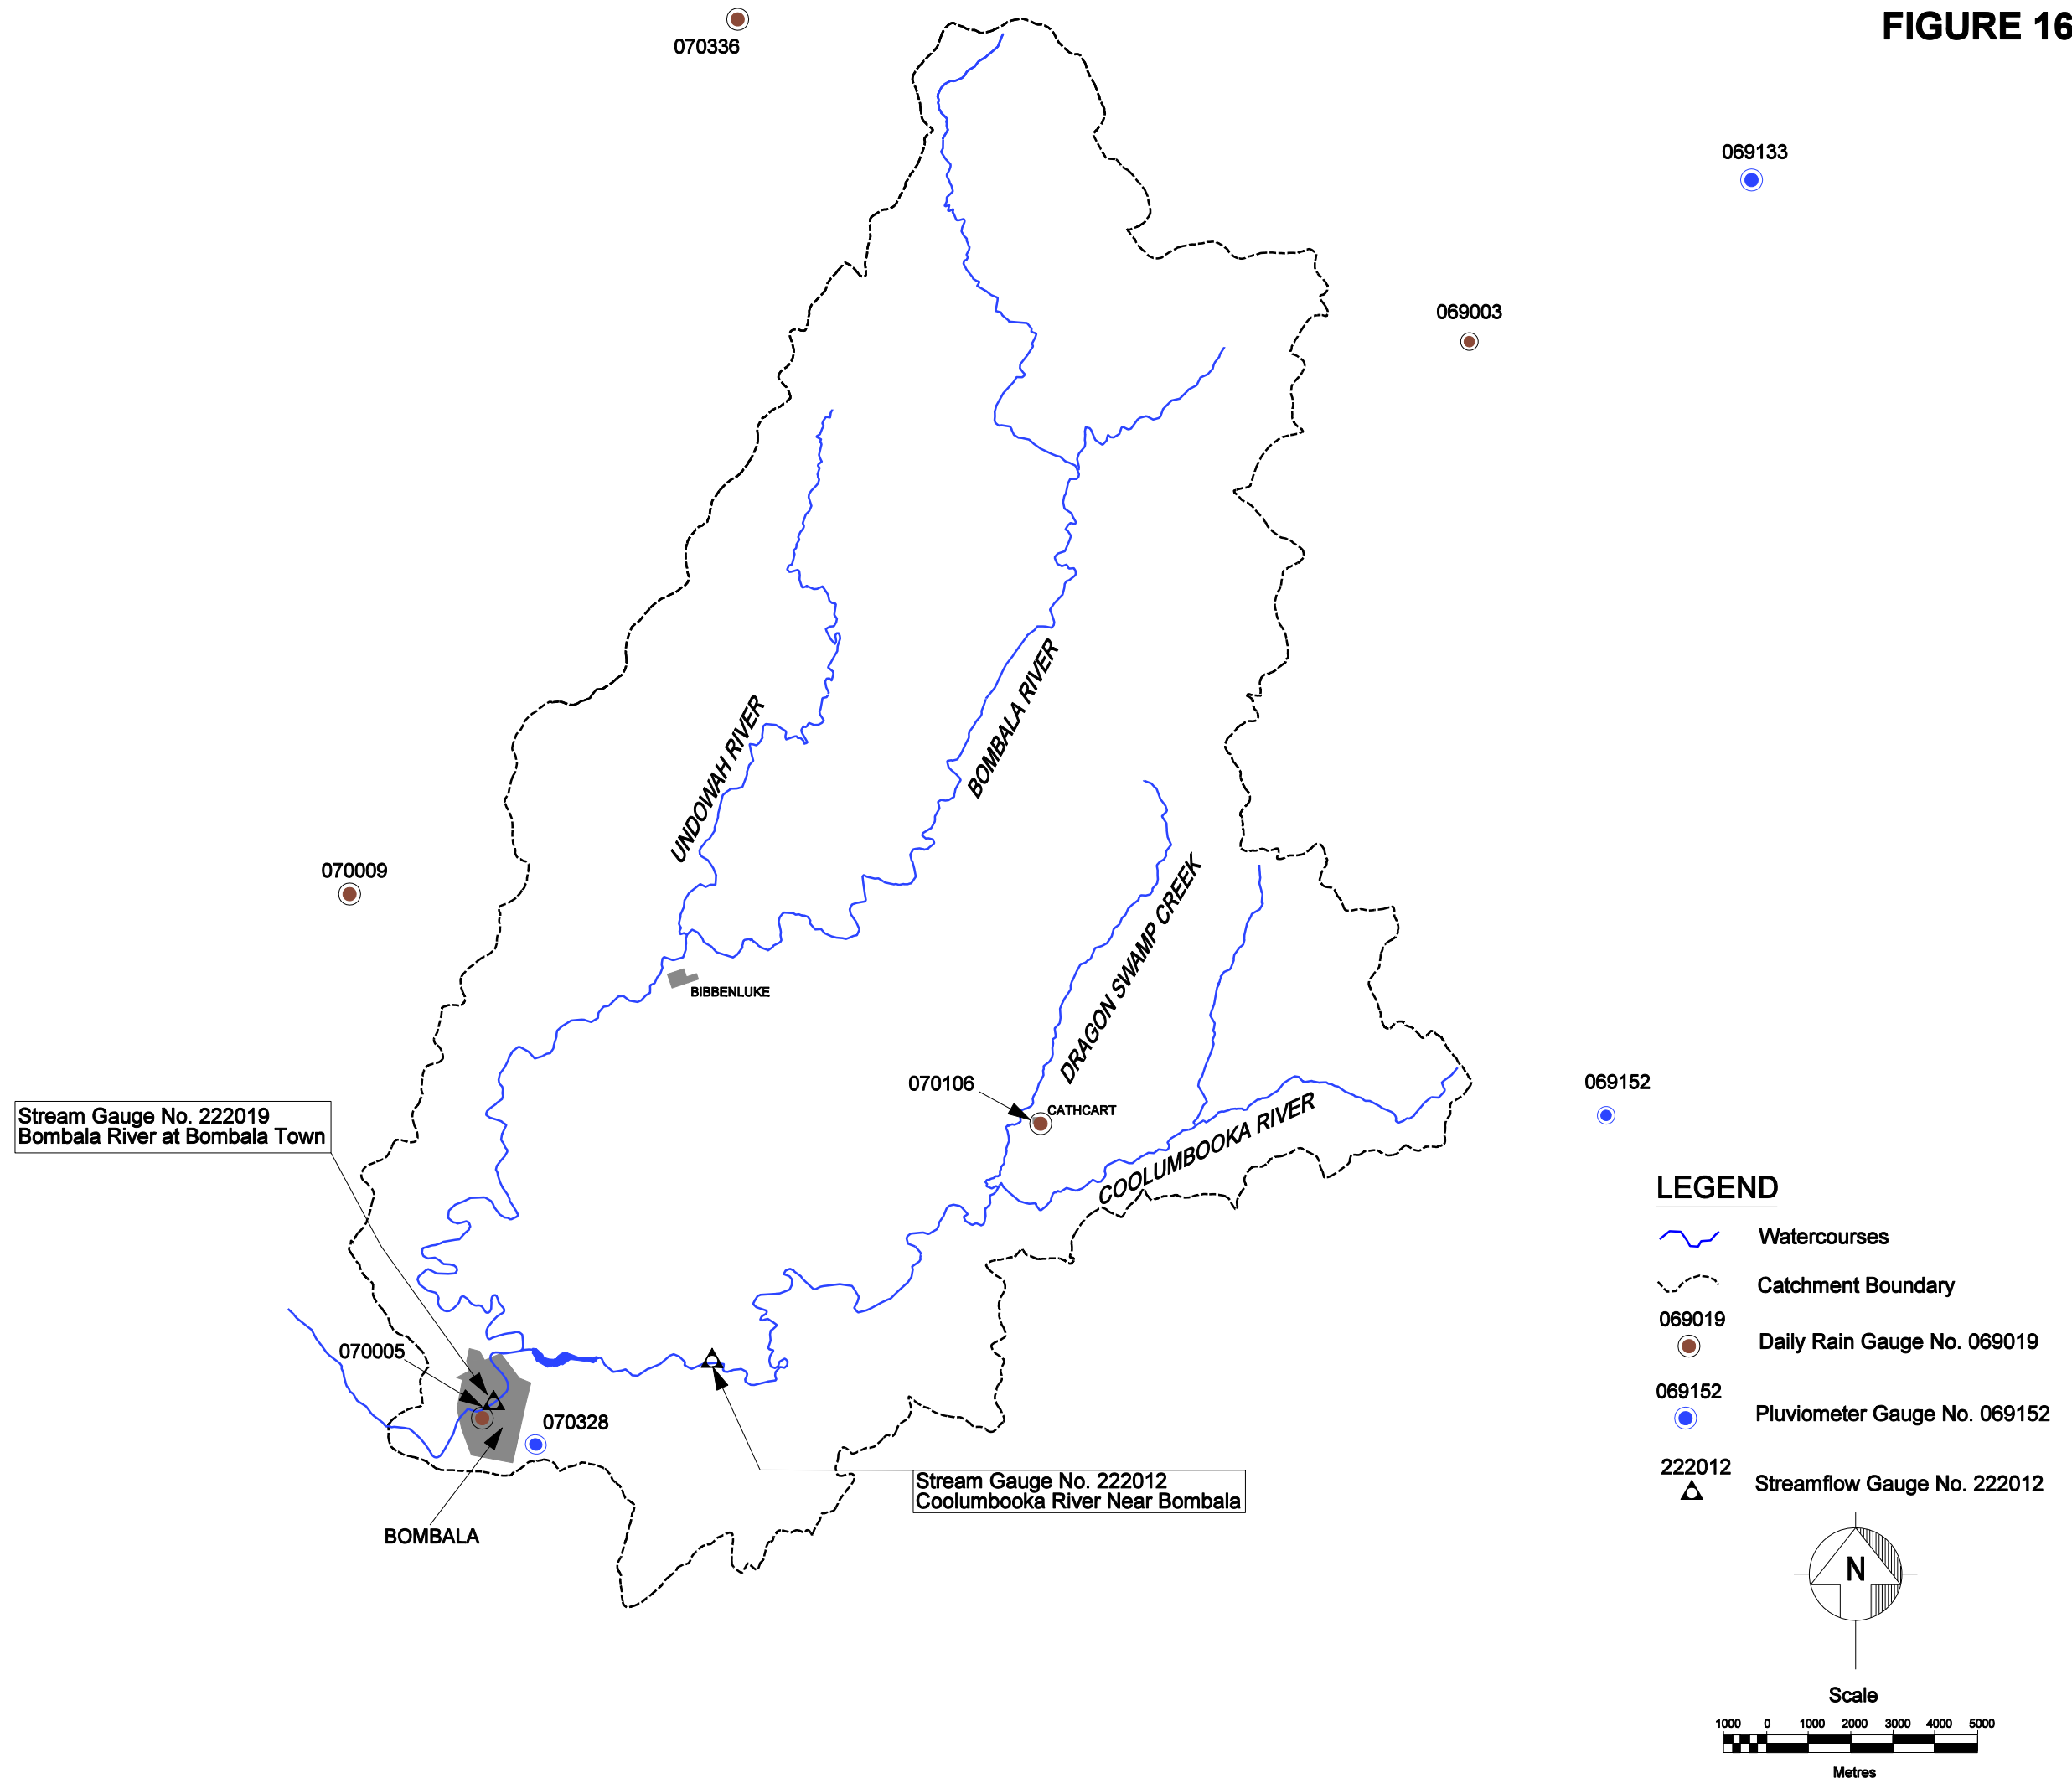 FIGURE 16
070336
069133
069003
UNDOWAH RIVER
BOMBALA RIVER
070009
DRAGON SWAMP CREEK
BIBBENLUKE
070106
CATHCART
069152
COOLUMBOOKA RIVER
Stream Gauge No. 222019
Bombala River at Bombala Town
070005
070328
BOMBALA
Stream Gauge No. 222012
Coolumbooka River Near Bombala
LEGEND
Watercourses
Catchment Boundary
069019
Daily Rain Gauge No. 069019
069152
Pluviometer Gauge No. 069152
222012
Streamflow Gauge No. 222012
N
Scale
1000 0 1000 2000 3000 4000 5000
Metres